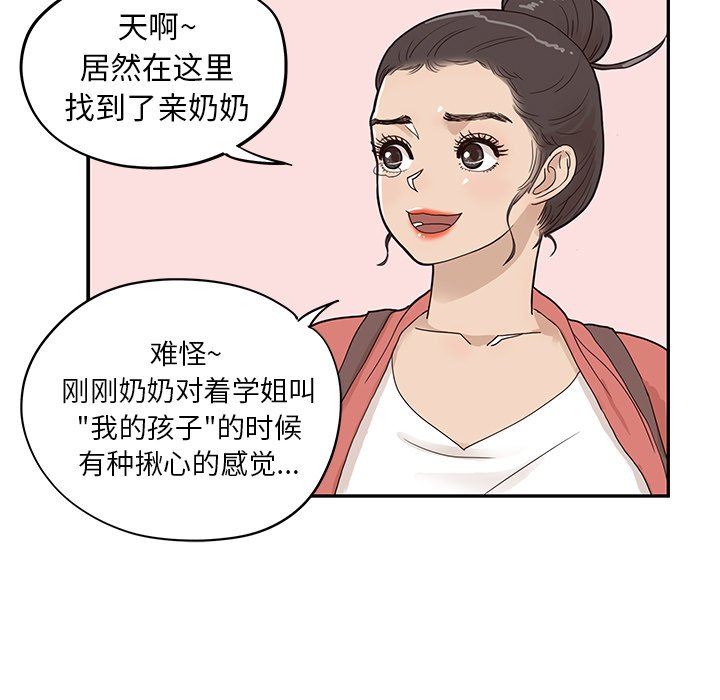 天啊~
居然在这里
找到了亲奶奶
难怪~
刚刚奶奶对着学姐叫
"我的孩子"的时候
有种揪心的感觉...